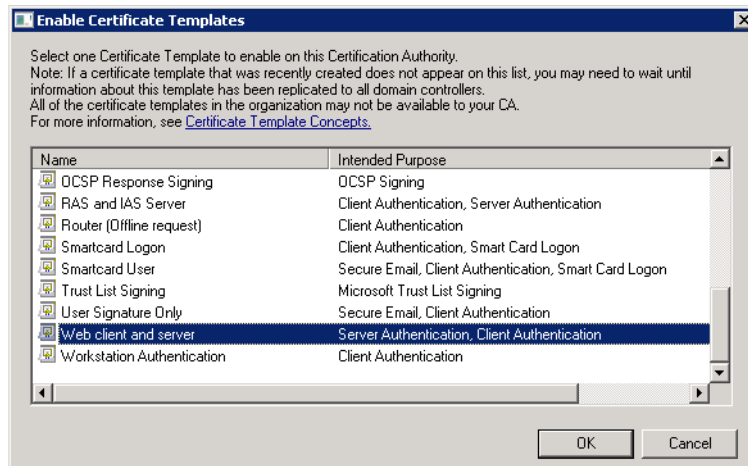 Enable Certificate Templates
Select one Certificate Template to enable on this Certification Authority.
Note: If a certificate template that was recently created does not appear on this list, you may need to wait until
information about this template has been replicated to all domain controllers.
All of the certificate templates in the organization may not be available to your CA.
For more information, see Certificate Template Concepts.
Name Intended Purpose
OCSP Response Signing OCSP Signing
RAS and IAS Server Client Authentication, Server Authentication
Router (Offline request) Client Authentication
Smartcard Logon Client Authentication, Smart Card Logon
Smartcard User Secure Email, Client Authentication, Smart Card Logon
Trust List Signing Microsoft Trust List Signing
User Signature Only Secure Email, Client Authentication
Web client and server Server Authentication, Client Authentication
Workstation Authentication Client Authentication
OK Cancel